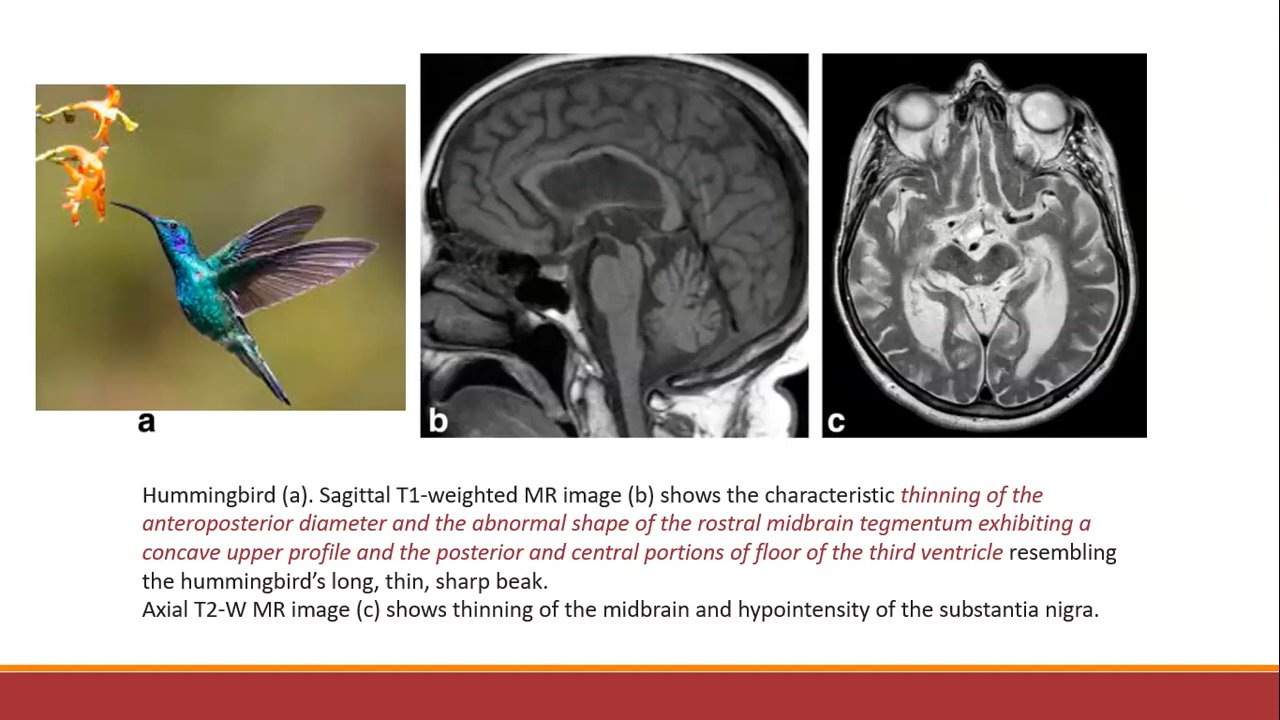 a
b
c
Hummingbird (a). Sagittal T1-weighted MR image (b) shows the characteristic thinning of the
anteroposterior diameter and the abnormal shape of the rostral midbrain tegmentum exhibiting a
concave upper profile and the posterior and central portions of floor of the third ventricle resembling
the hummingbird’s long, thin, sharp beak.
Axial T2-W MR image (c) shows thinning of the midbrain and hypointensity of the substantia nigra.